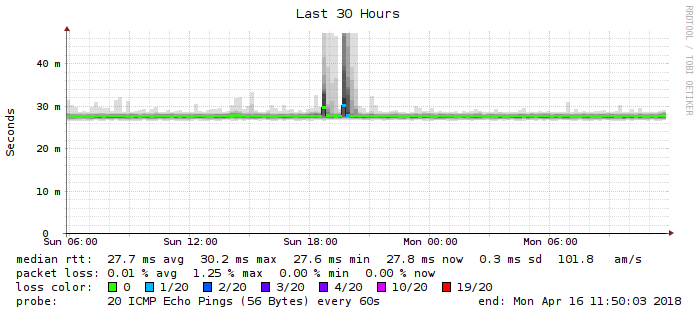 Last 30 Hours
RRDTOOL / TOBI OETIKER
Seconds
40 m
30 m
20 m
10 m
0
Sun 06:00 Sun 12:00 Sun 18:00 Mon 00:00 Mon 06:00
median rtt: 27.7 ms avg 30.2 ms max 27.6 ms min 27.8 ms now 0.3 ms sd 101.8 am/s
packet loss: 0.01 % avg 1.25 % max 0.00 % min 0.00 % now
loss color: 0 1/20 2/20 3/20 4/20 10/20 19/20
probe: 20 ICMP Echo Pings (56 Bytes) every 60s end: Mon Apr 16 11:50:03 2018